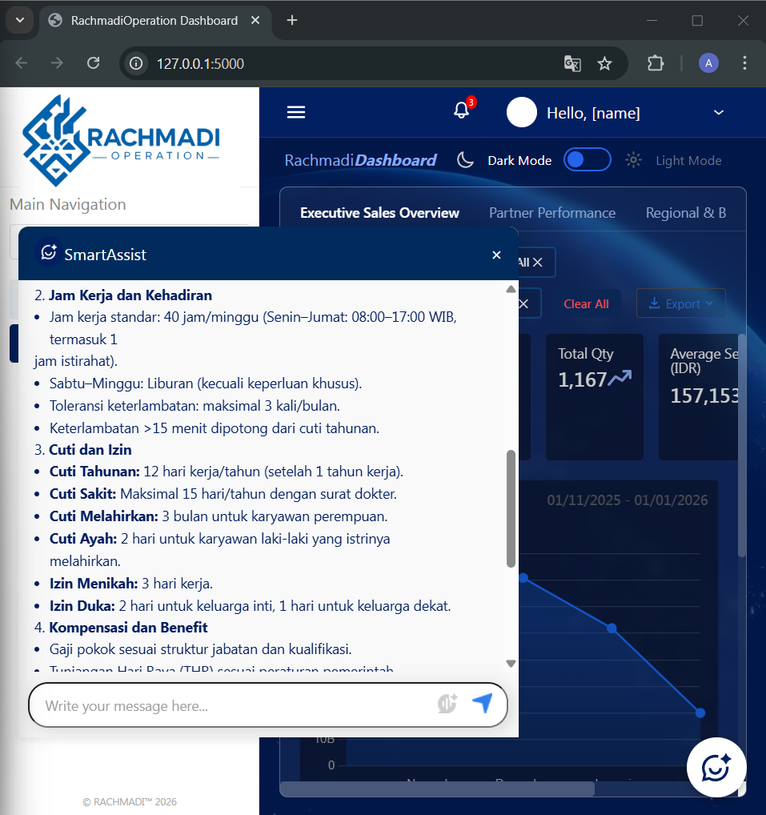 RachmadiOperation Dashboard
127.0.0.1:5000
A
RACHMADI
OPERATION
3
Hello, [name]
Main Navigation
RachmadiDashboard
Dark Mode
Light Mode
Executive Sales Overview
Partner Performance
Regional & B
SmartAssist
All
Clear All
Export
Total Qty
1,167
Average Se
(IDR)
157,153
01/11/2025 - 01/01/2026
2. Jam Kerja dan Kehadiran
• Jam kerja standar: 40 jam/minggu (Senin–Jumat: 08:00–17:00 WIB,
termasuk 1
jam istirahat).
• Sabtu–Minggu: Liburan (kecuali keperluan khusus).
• Toleransi keterlambatan: maksimal 3 kali/bulan.
• Keterlambatan >15 menit dipotong dari cuti tahunan.
3. Cuti dan Izin
• Cuti Tahunan: 12 hari kerja/tahun (setelah 1 tahun kerja).
• Cuti Sakit: Maksimal 15 hari/tahun dengan surat dokter.
• Cuti Melahirkan: 3 bulan untuk karyawan perempuan.
• Cuti Ayah: 2 hari untuk karyawan laki-laki yang istrinya
melahirkan.
• Izin Menikah: 3 hari kerja.
• Izin Duka: 2 hari untuk keluarga inti, 1 hari untuk keluarga dekat.
4. Kompensasi dan Benefit
• Gaji pokok sesuai struktur jabatan dan kualifikasi.
• Tunjangan Hari Raya (THR) sesuai peraturan pemerintah
Write your message here...
10B
0
© RACHMADI™ 2026